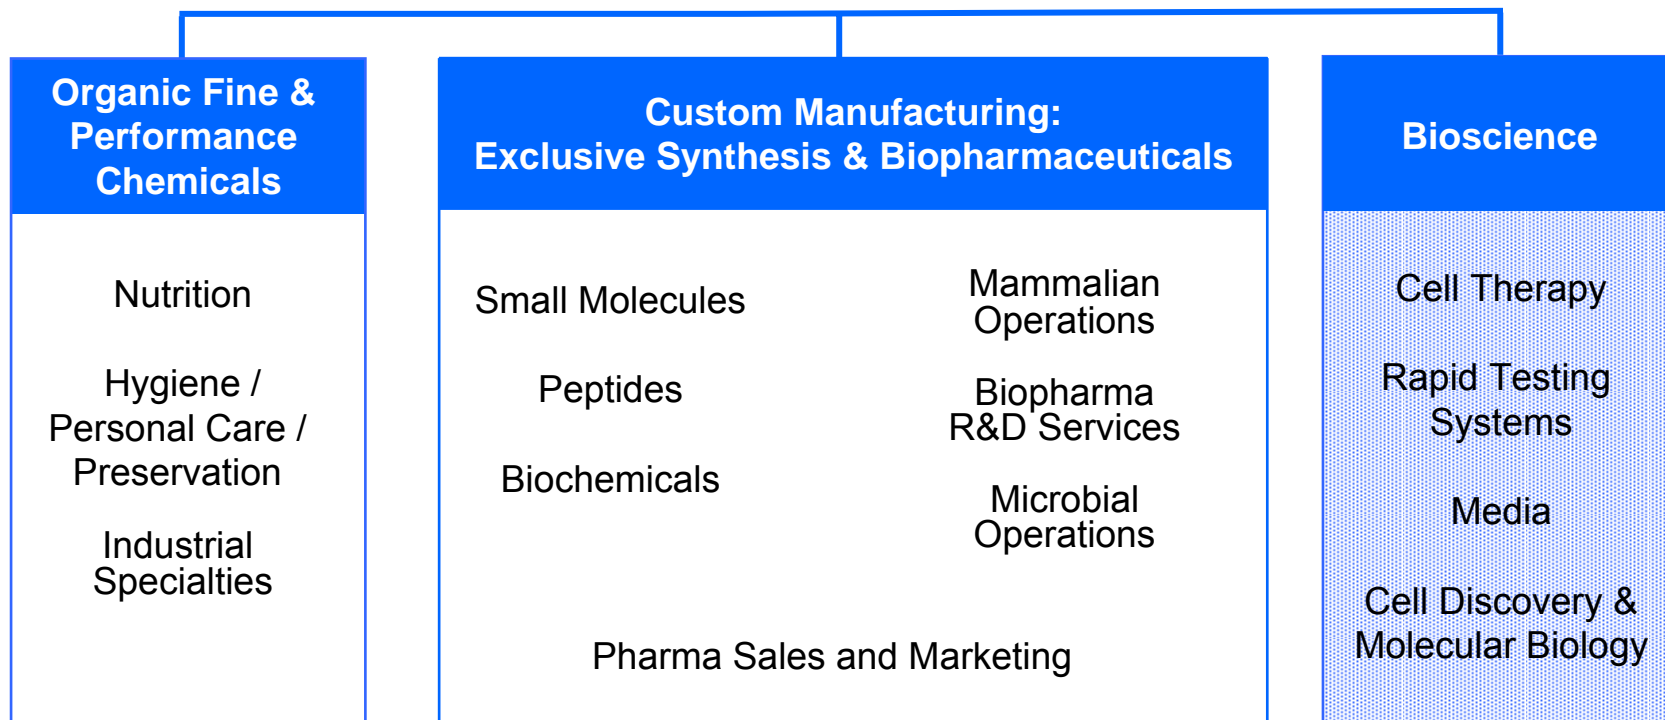 Organic Fine &
Performance
Chemicals
Nutrition
Hygiene /
Personal Care /
Preservation
Industrial
Specialties
Custom Manufacturing:
Exclusive Synthesis & Biopharmaceuticals
Small Molecules
Peptides
Biochemicals
Mammalian
Operations
Biopharma
R&D Services
Microbial
Operations
Pharma Sales and Marketing
Bioscience
Cell Therapy
Rapid Testing
Systems
Media
Cell Discovery &
Molecular Biology